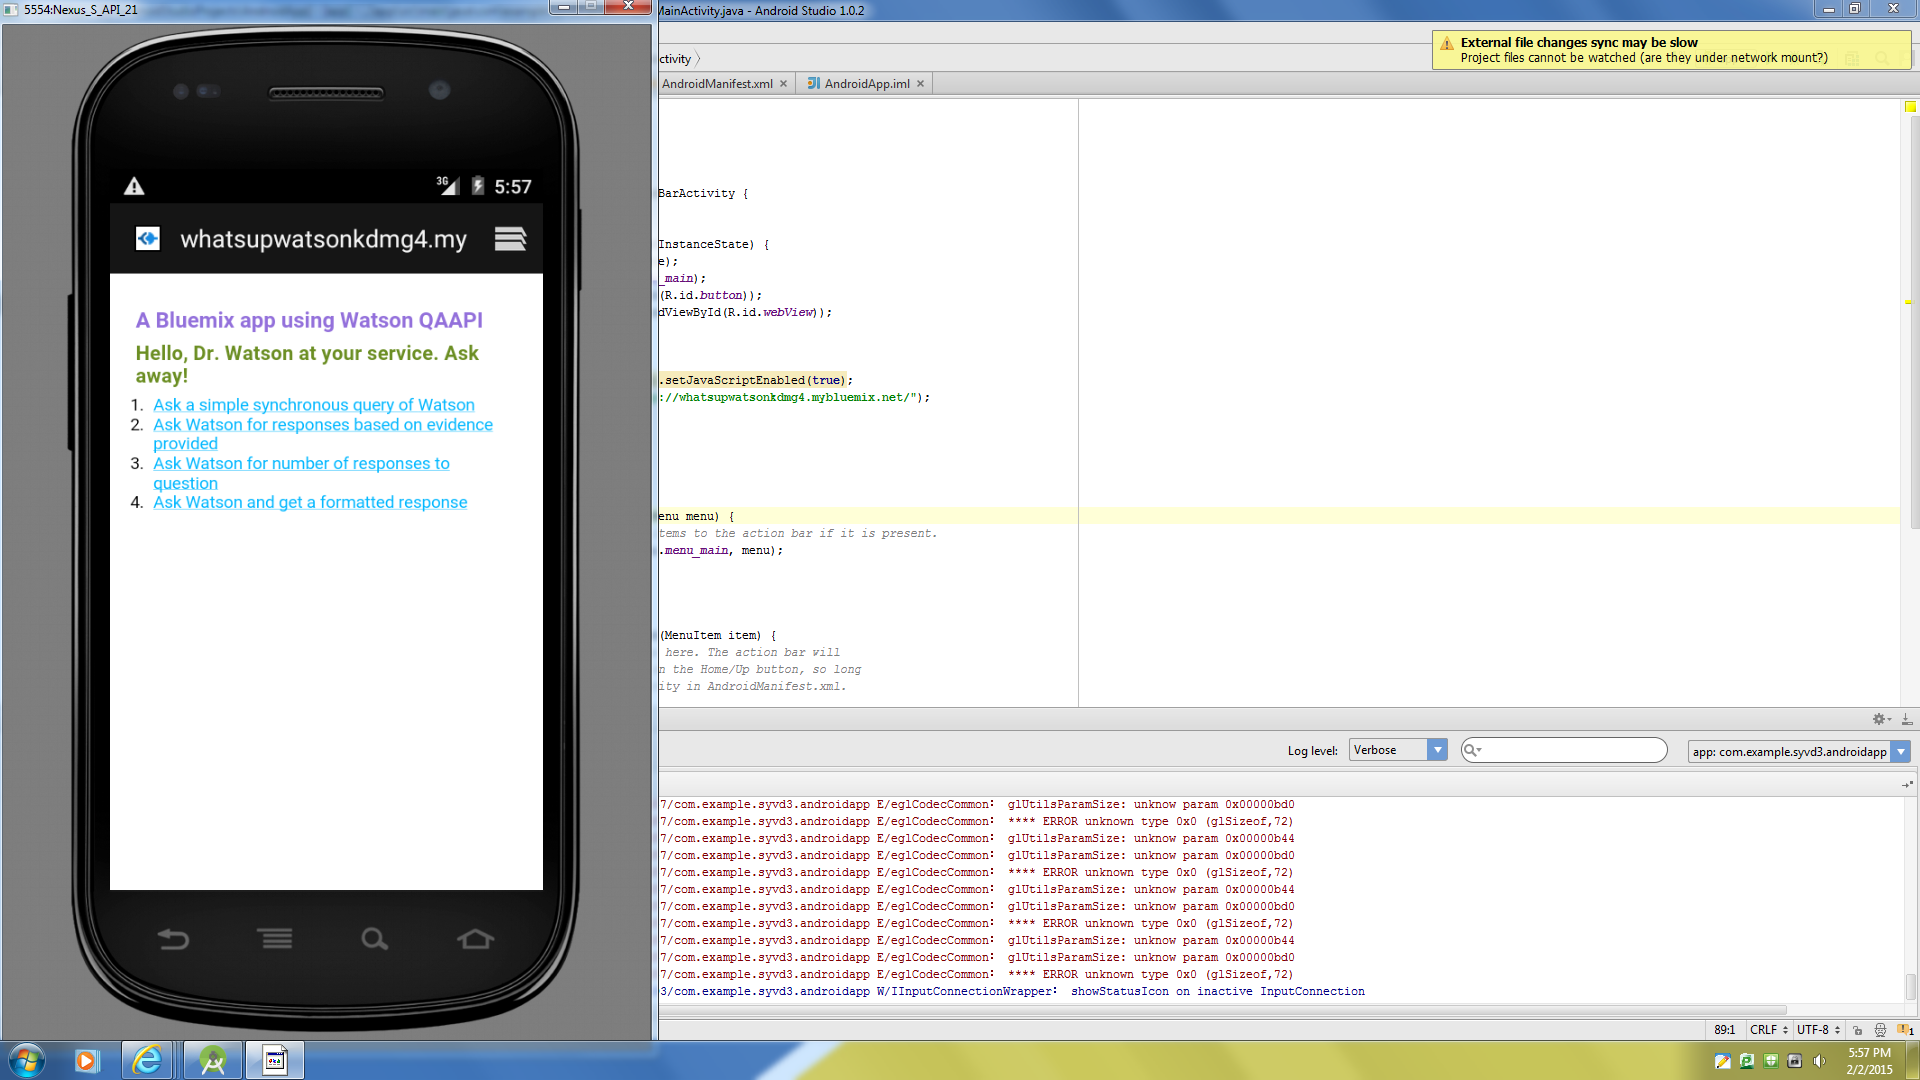 5554:Nexus_S_API_21
3G 5:57
whatsupwatsonkdmg4.my
A Bluemix app using Watson QAAPI
Hello, Dr. Watson at your service. Ask
away!
1. Ask a simple synchronous query of Watson
2. Ask Watson for responses based on evidence
provided
3. Ask Watson for number of responses to
question
4. Ask Watson and get a formatted response
MainActivity.java - Android Studio 1.0.2
ctivity
External file changes sync may be slow
Project files cannot be watched (are they under network mount?)
AndroidManifest.xml AndroidApp.iml
BarActivity {
InstanceState) {
e);
_main);
(R.id.button));
dViewById(R.id.webView));
.setJavaScriptEnabled(true);
://whatsupwatsonkdmg4.mybluemix.net/");
enu menu) {
tems to the action bar if it is present.
.menu_main, menu);
(MenuItem item) {
here. The action bar will
n the Home/Up button, so long
ity in AndroidManifest.xml.
Log level: Verbose app: com.example.syvd3.androidapp
7/com.example.syvd3.androidapp E/eglCodecCommon: glUtilsParamSize: unknow param 0x00000bd0
7/com.example.syvd3.androidapp E/eglCodecCommon: **** ERROR unknown type 0x0 (glSizeof,72)
7/com.example.syvd3.androidapp E/eglCodecCommon: glUtilsParamSize: unknow param 0x00000b44
7/com.example.syvd3.androidapp E/eglCodecCommon: glUtilsParamSize: unknow param 0x00000bd0
7/com.example.syvd3.androidapp E/eglCodecCommon: **** ERROR unknown type 0x0 (glSizeof,72)
7/com.example.syvd3.androidapp E/eglCodecCommon: glUtilsParamSize: unknow param 0x00000b44
7/com.example.syvd3.androidapp E/eglCodecCommon: glUtilsParamSize: unknow param 0x00000bd0
7/com.example.syvd3.androidapp E/eglCodecCommon: **** ERROR unknown type 0x0 (glSizeof,72)
7/com.example.syvd3.androidapp E/eglCodecCommon: glUtilsParamSize: unknow param 0x00000b44
7/com.example.syvd3.androidapp E/eglCodecCommon: glUtilsParamSize: unknow param 0x00000bd0
7/com.example.syvd3.androidapp E/eglCodecCommon: **** ERROR unknown type 0x0 (glSizeof,72)
3/com.example.syvd3.androidapp W/IInputConnectionWrapper: showStatusIcon on inactive InputConnection
89:1 CRLF UTF-8 1
5:57 PM
2/2/2015